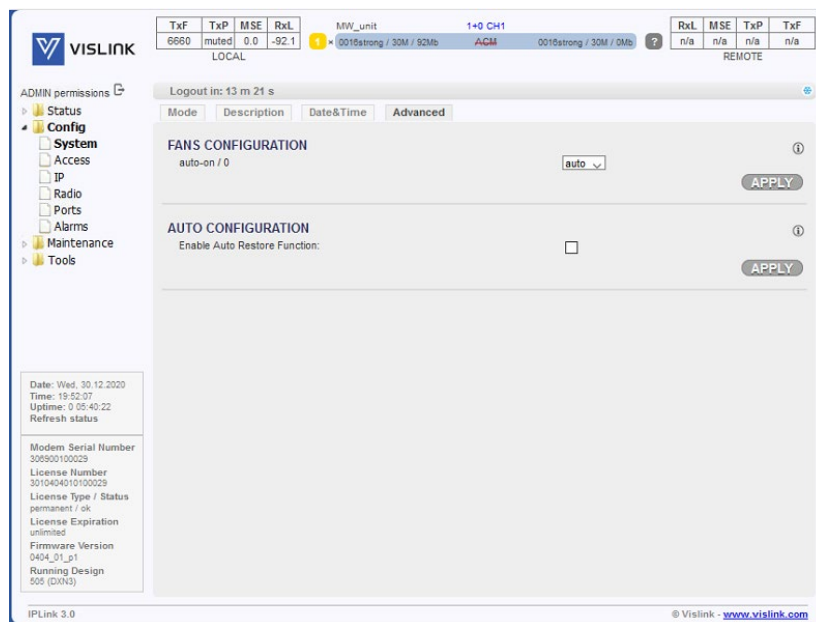 VISLINK
TxF TxP MSE RxL
6660 muted 0.0 -92.1
LOCAL
MW_unit 1+0 CH1
1 × 0016strong / 30M / 92Mb ACM 0016strong / 30M / 0Mb ?
RxL MSE TxP TxF
n/a n/a n/a n/a
REMOTE
ADMIN permissions
Status
Config
System
Access
IP
Radio
Ports
Alarms
Maintenance
Tools
Logout in: 13 m 21 s
Mode Description Date&Time Advanced
FANS CONFIGURATION
auto-on / 0 auto
APPLY
AUTO CONFIGURATION
Enable Auto Restore Function:
APPLY
Date: Wed, 30.12.2020
Time: 19:52:07
Uptime: 0 05:40:22
Refresh status
Modem Serial Number
306900100029
License Number
3010404010100029
License Type / Status
permanent / ok
License Expiration
unlimited
Firmware Version
0404_01_p1
Running Design
505 (DXN3)
IPLink 3.0
© Vislink - www.vislink.com